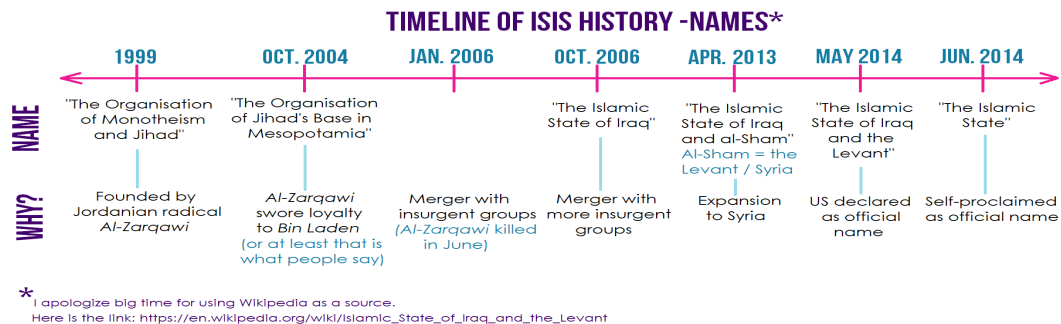 TIMELINE OF ISIS HISTORY -NAMES*
1999
OCT. 2004
JAN. 2006
OCT. 2006
APR. 2013
MAY 2014
JUN. 2014
NAME
"The Organisation
of Monotheism
and Jihad"
"The Organisation
of Jihad's Base in
Mesopotamia"
"The Islamic
State of Iraq"
"The Islamic
State of Iraq
and al-Sham"
Al-Sham = the
Levant / Syria
"The Islamic
State of Iraq
and the
Levant"
"The Islamic
State"
WHY?
Founded by
Jordanian radical
Al-Zarqawi
Al-Zarqawi
swore loyalty
to Bin Laden
(or at least that is
what people say)
Merger with
insurgent groups
(Al-Zarqawi killed
in June)
Merger with
more insurgent
groups
Expansion
to Syria
US declared
as official
name
Self-proclaimed
as official name
*I apologize big time for using Wikipedia as a source.
Here is the link: https://en.wikipedia.org/wiki/Islamic_State_of_Iraq_and_the_Levant